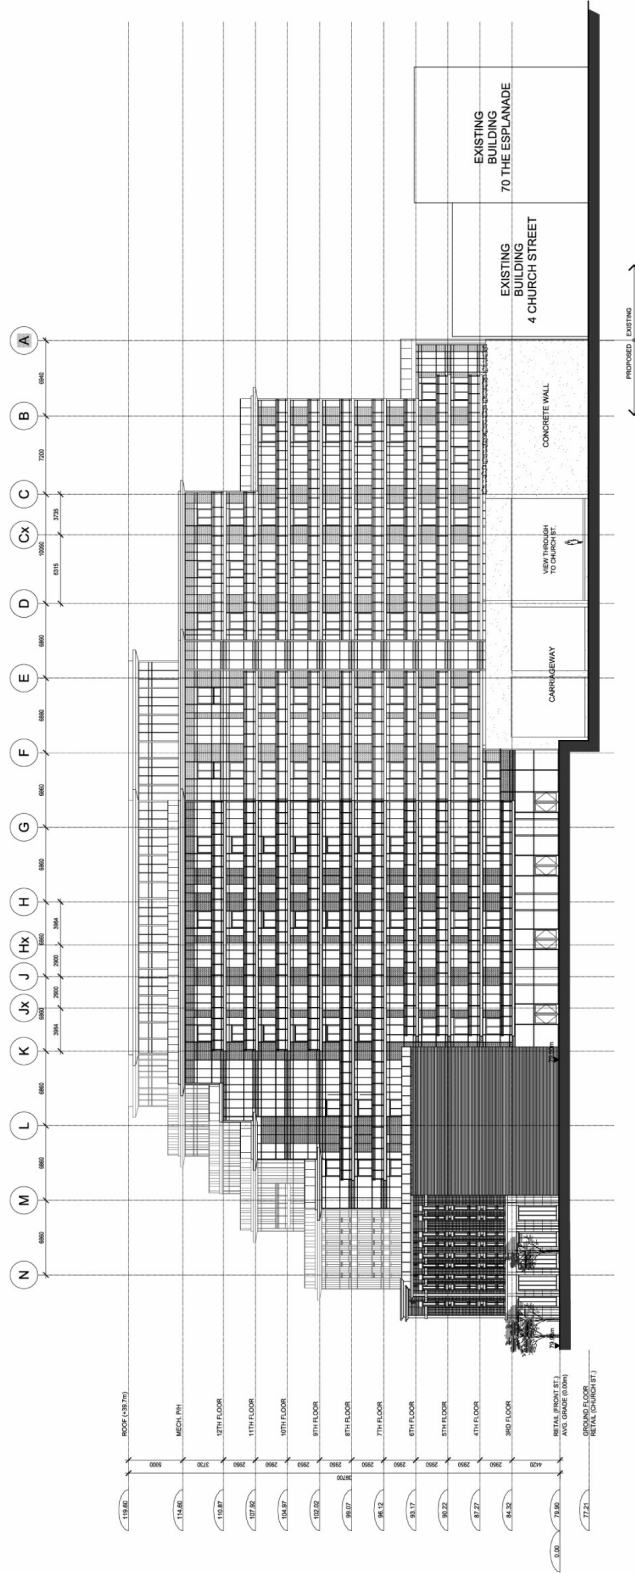 N
M
L
K
Jx
J
Hx
H
G
F
E
D
Cx
C
B
A
6860
6860
6860
6860
6860
6860
6860
6860
6860
10050
7200
6940
3964
2900
2900
3964
6315
3735
ROOF (+39.7m)
MECH. P/H
12TH FLOOR
11TH FLOOR
10TH FLOOR
9TH FLOOR
8TH FLOOR
7TH FLOOR
6TH FLOOR
5TH FLOOR
4TH FLOOR
3RD FLOOR
RETAIL (FRONT ST.)
AVG. GRADE (0.00m)
GROUND FLOOR
RETAIL (CHURCH ST.)
5000
3730
2950
2950
2950
2950
2950
2950
2950
2950
2950
4420
39700
119.60
114.60
110.87
107.92
104.97
102.02
99.07
96.12
93.17
90.22
87.27
84.32
79.90
77.21
0.00
CARRIAGEWAY
VIEW THROUGH
TO CHURCH ST.
CONCRETE WALL
EXISTING
BUILDING
4 CHURCH STREET
EXISTING
BUILDING
70 THE ESPLANADE
PROPOSED
EXISTING